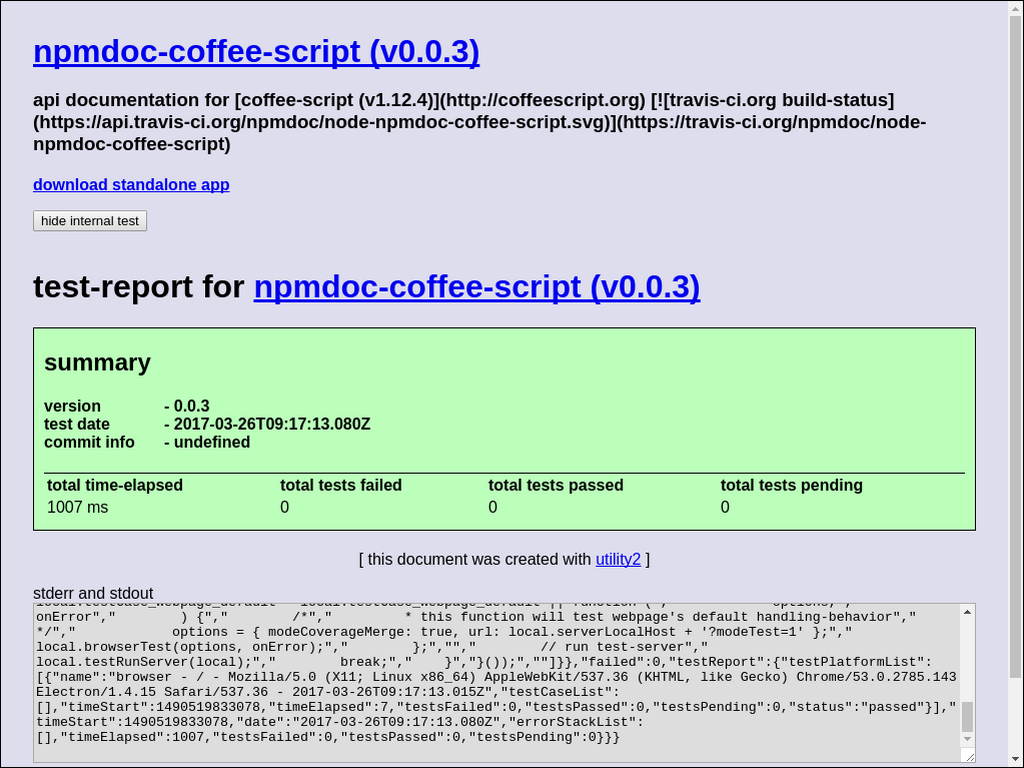 npmdoc-coffee-script (v0.0.3)
api documentation for [coffee-script (v1.12.4)](http://coffeescript.org) [![travis-ci.org build-status]
(https://api.travis-ci.org/npmdoc/node-npmdoc-coffee-script.svg)](https://travis-ci.org/npmdoc/node-
npmdoc-coffee-script)
download standalone app
hide internal test
test-report for npmdoc-coffee-script (v0.0.3)
summary
version - 0.0.3
test date - 2017-03-26T09:17:13.080Z
commit info - undefined
total time-elapsed total tests failed total tests passed total tests pending
1007 ms 0 0 0
[ this document was created with utility2 ]
stderr and stdout
onError","        ) {","        /*","         * this function will test webpage's default handling-behavior","
*/","            options = { modeCoverageMerge: true, url: local.serverLocalHost + '?modeTest=1' };","
local.browserTest(options, onError);","        };","","        // run test-server","
local.testRunServer(local);","        break;","    }","}());",""]}},"failed":0,"testReport":{"testPlatformList":
[{"name":"browser - / - Mozilla/5.0 (X11; Linux x86_64) AppleWebKit/537.36 (KHTML, like Gecko) Chrome/53.0.2785.143
Electron/1.4.15 Safari/537.36 - 2017-03-26T09:17:13.015Z","testCaseList":
[],"timeStart":1490519833078,"timeElapsed":7,"testsFailed":0,"testsPassed":0,"testsPending":0,"status":"passed"}],"
timeStart":1490519833078,"date":"2017-03-26T09:17:13.080Z","errorStackList":
[],"timeElapsed":1007,"testsFailed":0,"testsPassed":0,"testsPending":0}}}